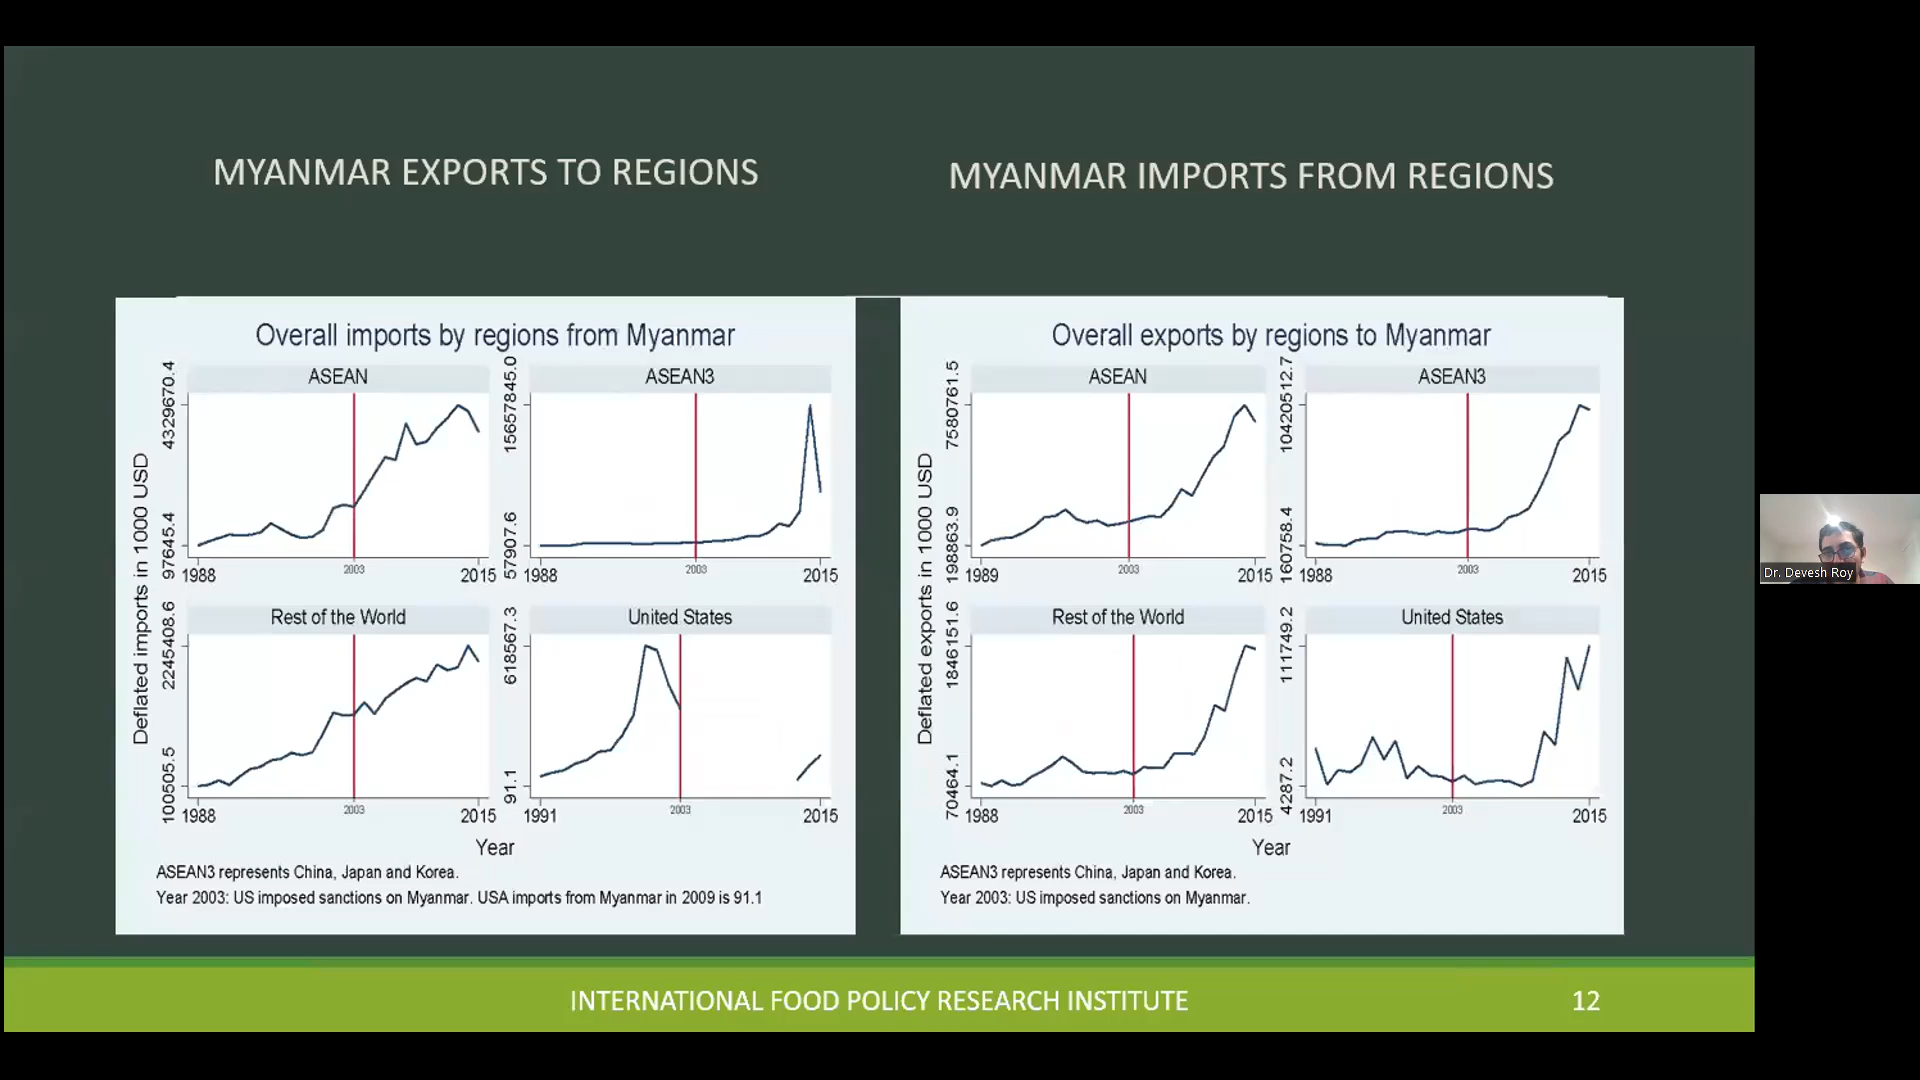 MYANMAR EXPORTS TO REGIONS
MYANMAR IMPORTS FROM REGIONS
Overall imports by regions from Myanmar
Deflated imports in 1000 USD
ASEAN
4329670.4
97645.4
1988
2003
2015
ASEAN3
15657845.0
57907.6
1988
2003
2015
Rest of the World
2245408.6
100505.5
1988
2003
2015
United States
618567.3
91.1
1991
2003
2015
Year
ASEAN3 represents China, Japan and Korea.
Year 2003: US imposed sanctions on Myanmar. USA imports from Myanmar in 2009 is 91.1
Overall exports by regions to Myanmar
Deflated exports in 1000 USD
ASEAN
7580761.5
198863.9
1989
2003
2015
ASEAN3
10420512.7
160758.4
1988
2003
2015
Rest of the World
1846151.6
70464.1
1988
2003
2015
United States
111749.2
4287.2
1991
2003
2015
Year
ASEAN3 represents China, Japan and Korea.
Year 2003: US imposed sanctions on Myanmar.
Dr. Devesh Roy
INTERNATIONAL FOOD POLICY RESEARCH INSTITUTE
12